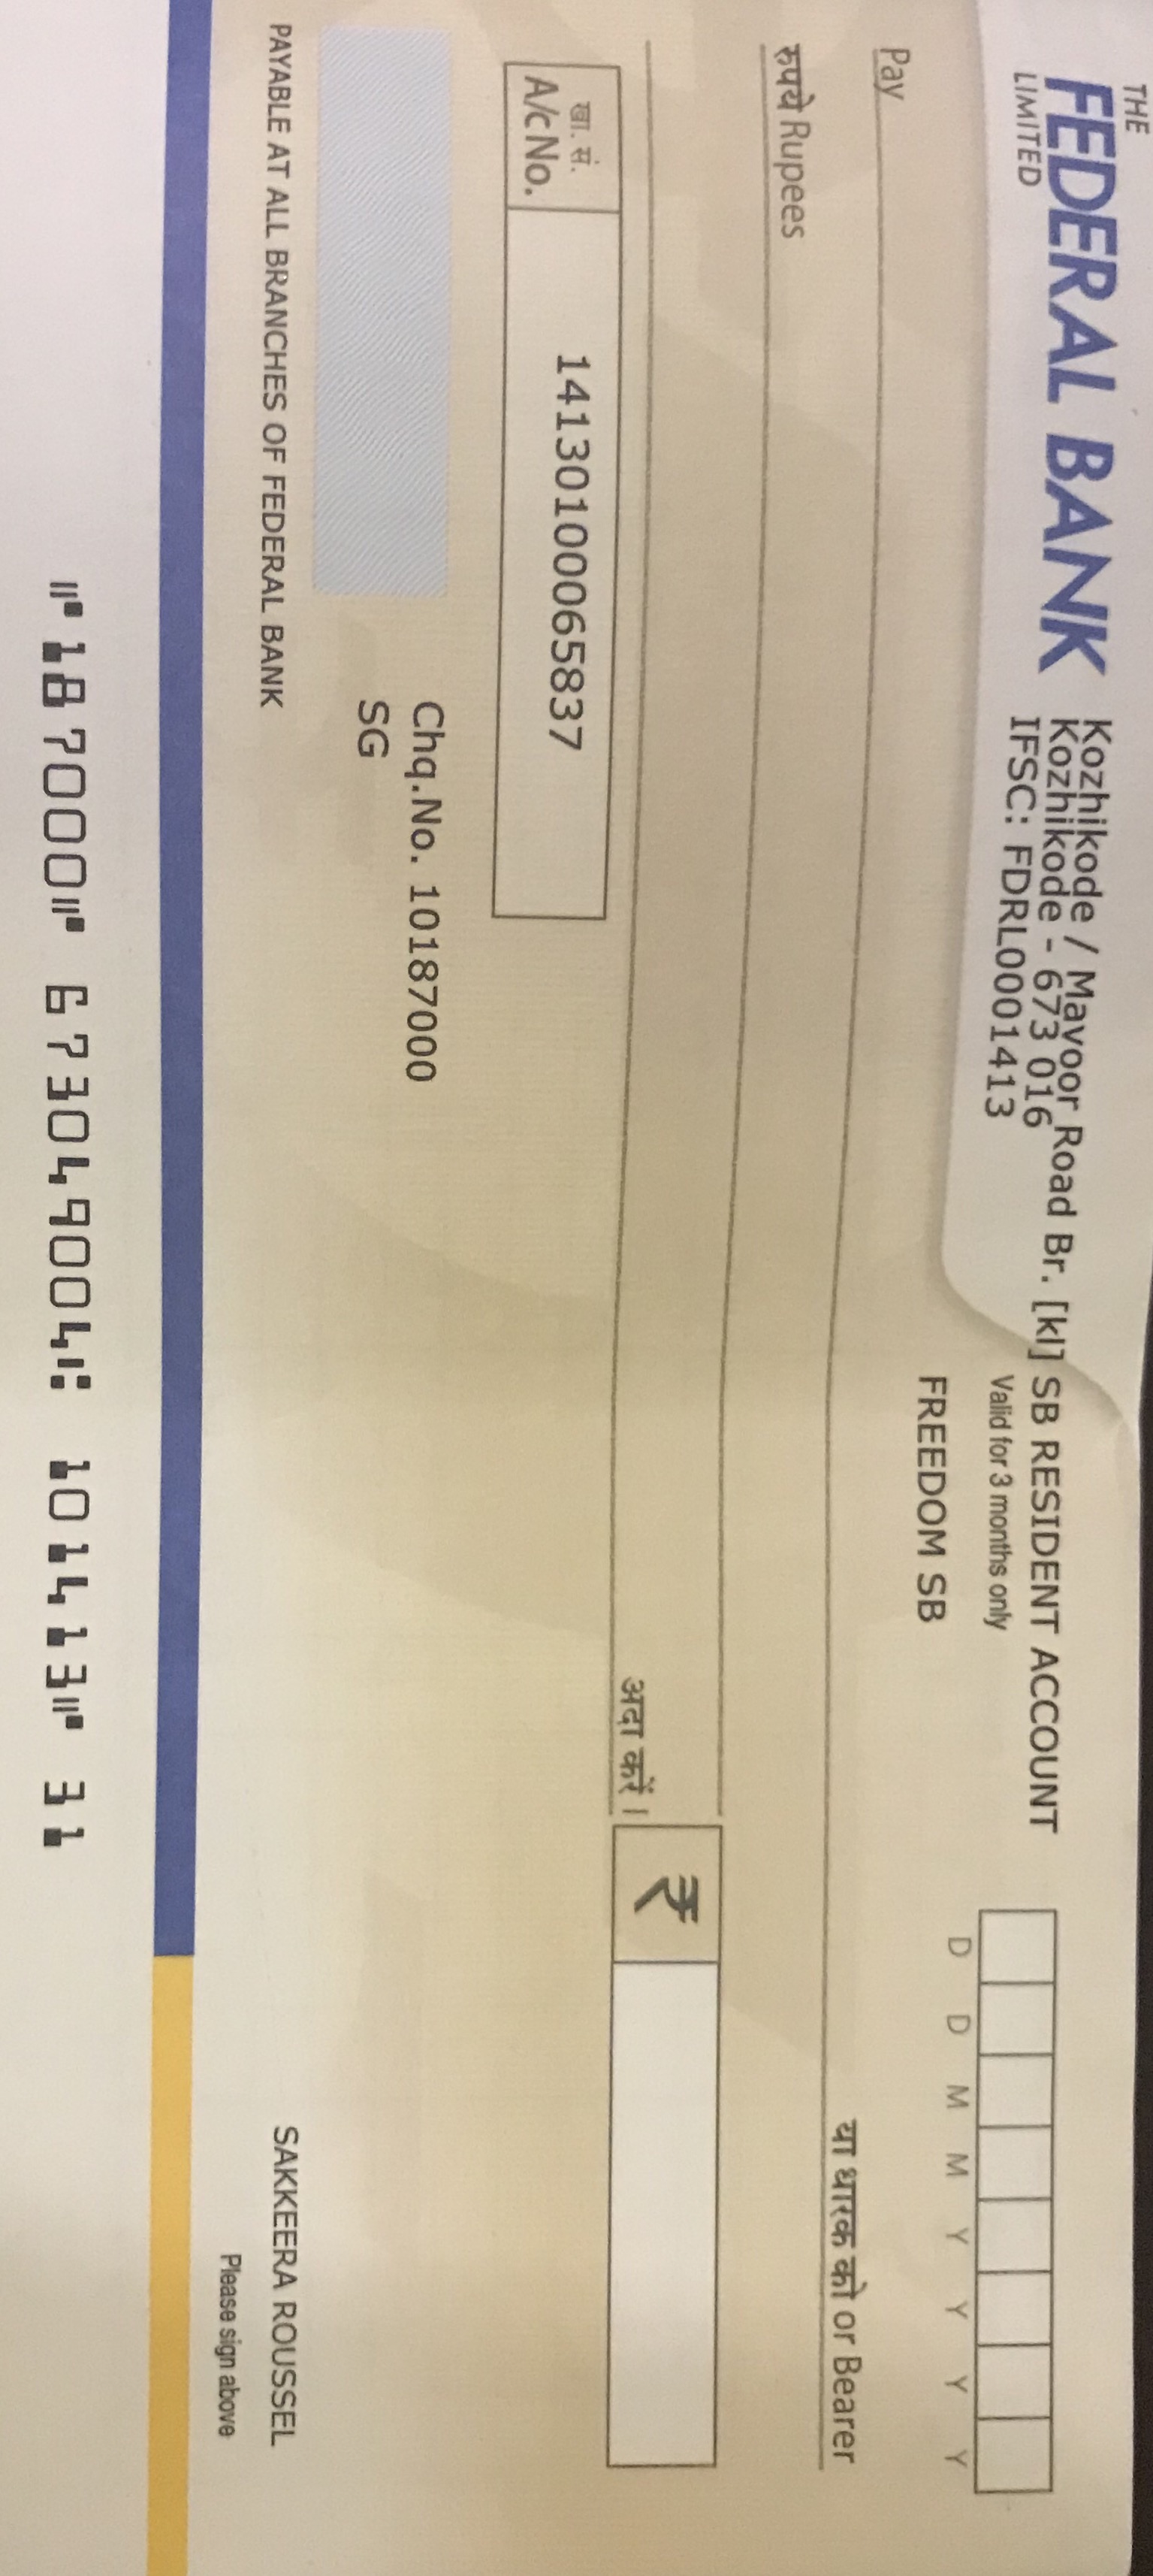 THE
FEDERAL BANK
LIMITED
Kozhikode / Mavoor Road Br. [kl]
Kozhikode - 673 016
IFSC: FDRL0001413
SB RESIDENT ACCOUNT
Valid for 3 months only
FREEDOM SB
D D M M Y Y Y Y
Pay
या धारक को or Bearer
रुपये Rupees
अदा करें।
₹
खा. सं.
A/c No.
14130100065837
Chq.No. 10187000
SG
SAKKEERA ROUSSEL
Please sign above
PAYABLE AT ALL BRANCHES OF FEDERAL BANK
⑈187000⑈ 673049004⑆ 101413⑈ 31